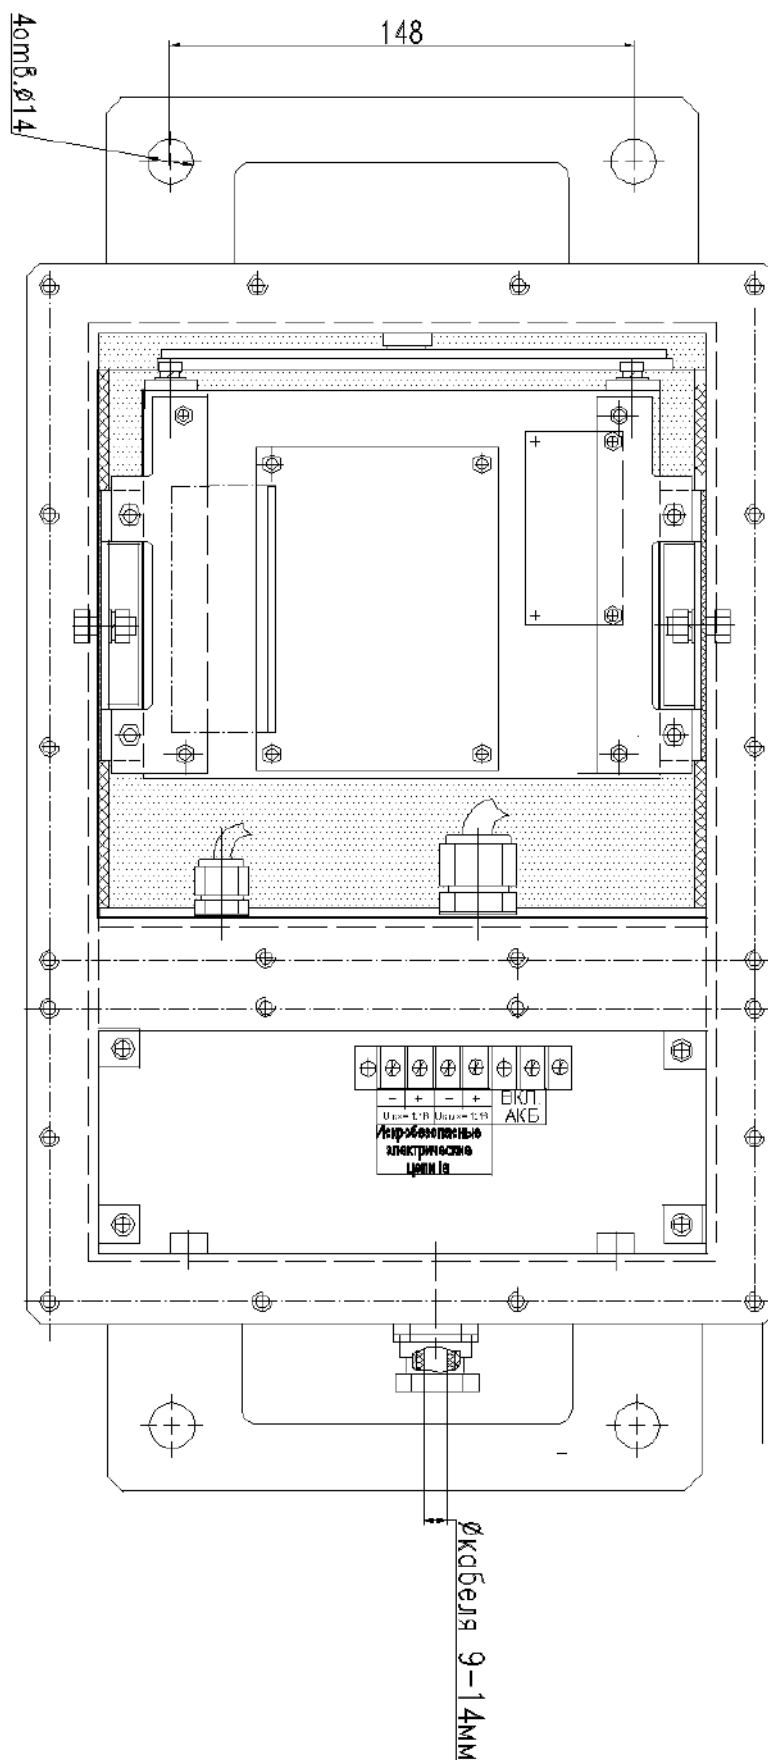 148
4отв.Ø14
– + – +
ВКЛ.
АКБ
Искробезопасные
электрические
цепи ia
Øкабеля 9-14мм